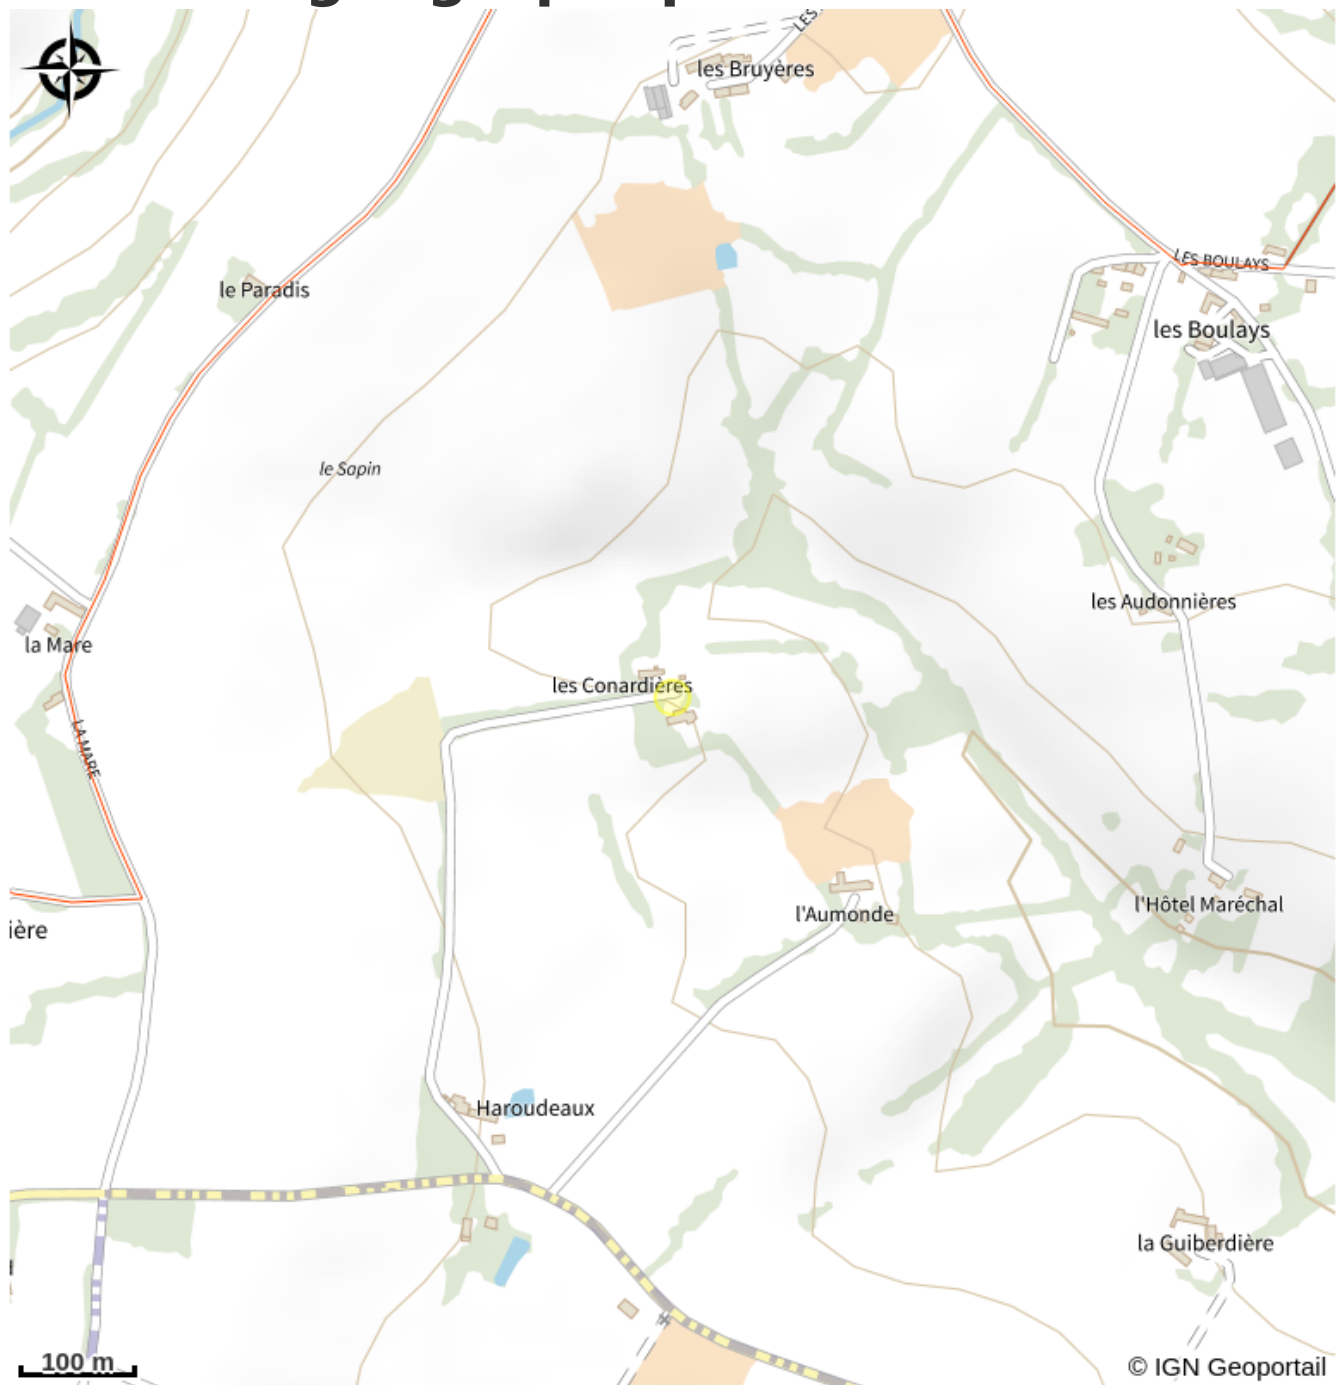 LES
les Bruyères
LES BOULAYS
le Paradis
les Boulays
le Sapin
les Audonnières
la Mare
les Conardières
LA MARE
l'Hôtel Maréchal
l'Aumonde
ière
Haroudeaux
la Guiberdière
100 m
© IGN Geoportail